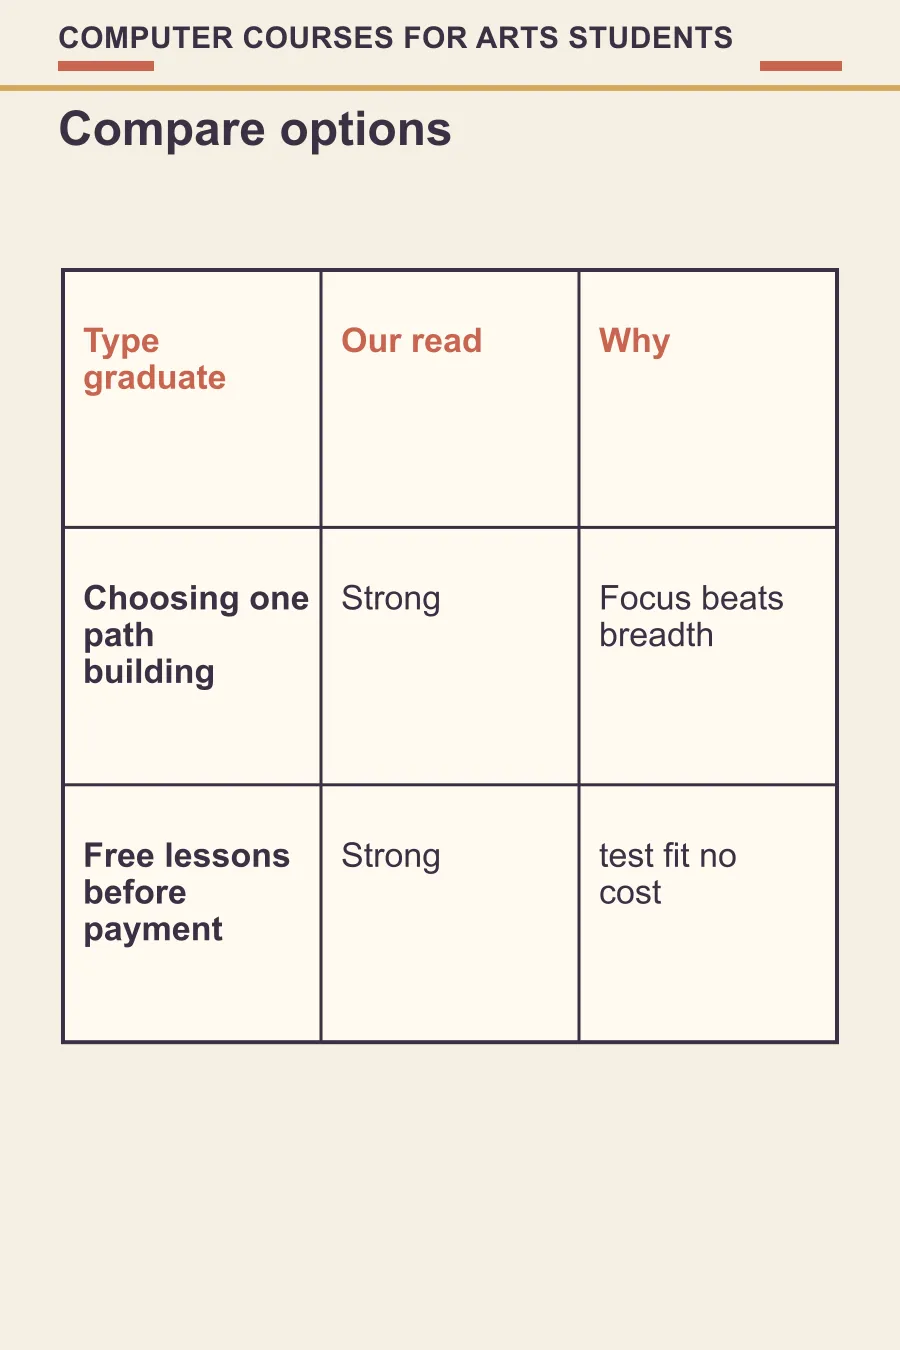 COMPUTER COURSES FOR ARTS STUDENTS
Compare options
Type
graduate
Our read
Why
Choosing one
path
building
Strong
Focus beats
breadth
Free lessons
before
payment
Strong
test fit no
cost